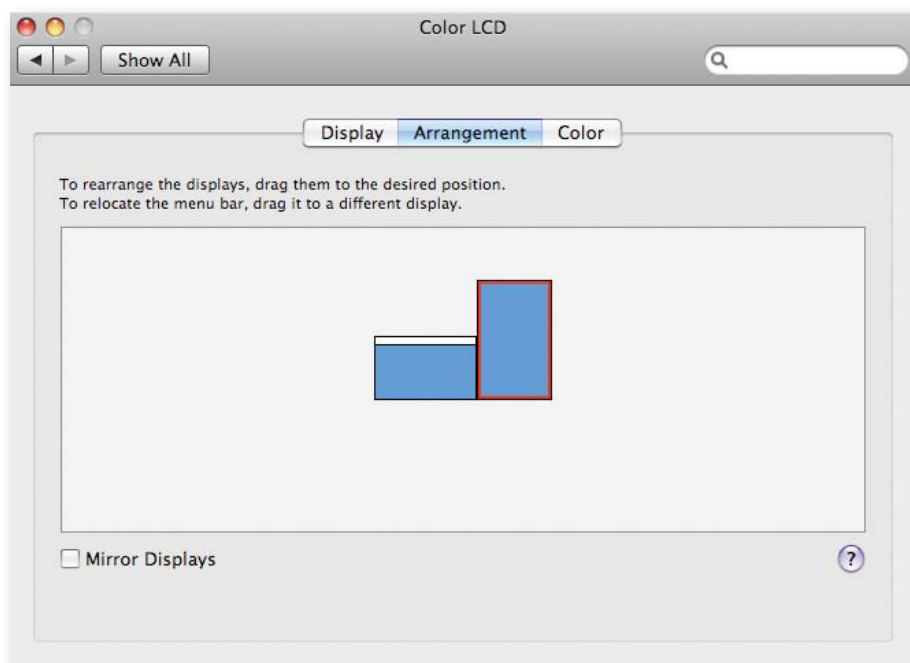 Color LCD
Show All
Display Arrangement Color
To rearrange the displays, drag them to the desired position.
To relocate the menu bar, drag it to a different display.
Mirror Displays
?